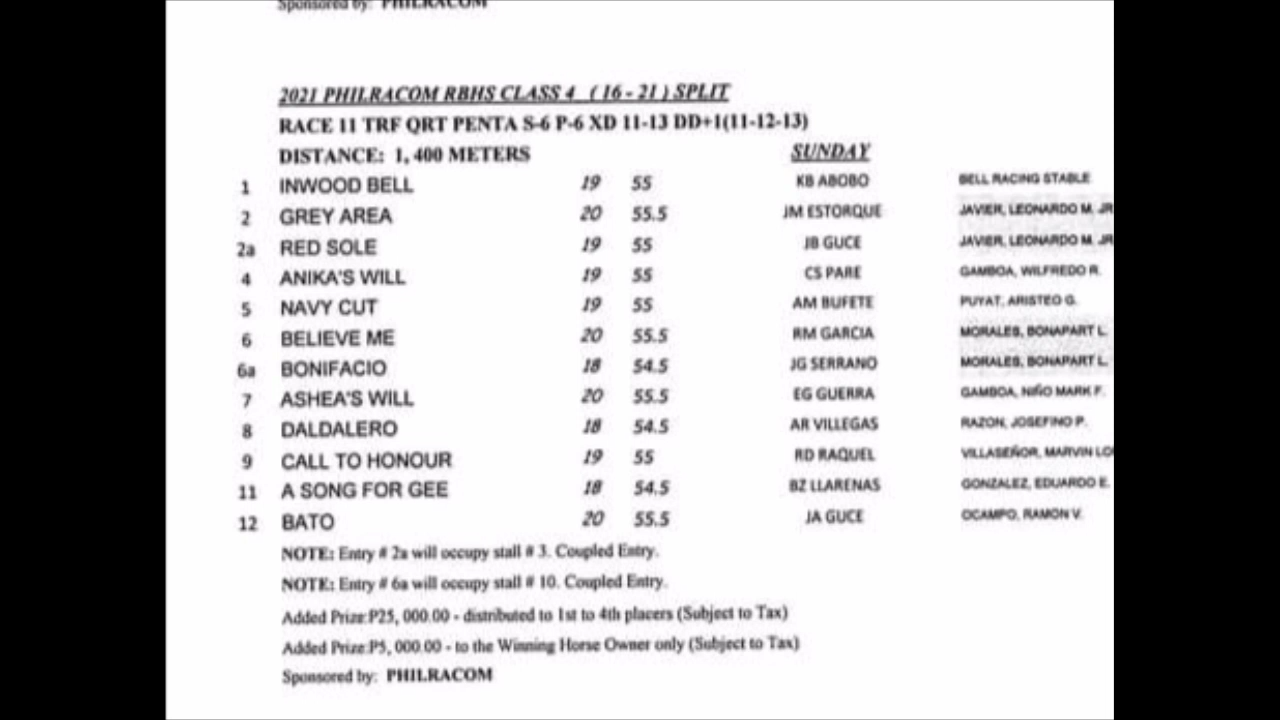 Sponsored by: PHILRACOM
2021 PHILRACOM RBHS CLASS 4 ( 16 - 21 ) SPLIT
RACE 11 TRF QRT PENTA S-6 P-6 XD 11-13 DD+1(11-12-13)
DISTANCE: 1, 400 METERS SUNDAY
1 INWOOD BELL 19 55 KB ABOBO BELL RACING STABLE
2 GREY AREA 20 55.5 JM ESTORQUE JAVIER, LEONARDO M. JR
2a RED SOLE 19 55 JB GUCE JAVIER, LEONARDO M. JR
4 ANIKA'S WILL 19 55 CS PARE GAMBOA, WILFREDO R.
5 NAVY CUT 19 55 AM BUFETE PUYAT, ARISTEO G.
6 BELIEVE ME 20 55.5 RM GARCIA MORALES, BONAPART L.
6a BONIFACIO 18 54.5 JG SERRANO MORALES, BONAPART L.
7 ASHEA'S WILL 20 55.5 EG GUERRA GAMBOA, NIÑO MARK F.
8 DALDALERO 18 54.5 AR VILLEGAS RAZON, JOSEFINO P.
9 CALL TO HONOUR 19 55 RD RAQUEL VILLASEÑOR, MARVIN LO
11 A SONG FOR GEE 18 54.5 BZ LLARENAS GONZALEZ, EDUARDO E.
12 BATO 20 55.5 JA GUCE OCAMPO, RAMON V.
NOTE: Entry # 2a will occupy stall # 3. Coupled Entry.
NOTE: Entry # 6a will occupy stall # 10. Coupled Entry.
Added Prize:P25, 000.00 - distributed to 1st to 4th placers (Subject to Tax)
Added Prize:P5, 000.00 - to the Winning Horse Owner only (Subject to Tax)
Sponsored by: PHILRACOM